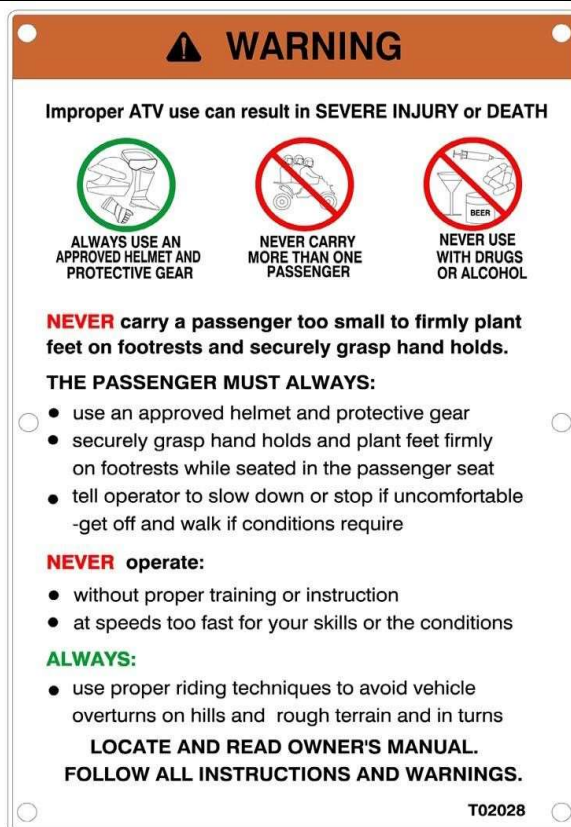 WARNING
Improper ATV use can result in SEVERE INJURY or DEATH
BEER
ALWAYS USE AN
APPROVED HELMET AND
PROTECTIVE GEAR
NEVER CARRY
MORE THAN ONE
PASSENGER
NEVER USE
WITH DRUGS
OR ALCOHOL
NEVER carry a passenger too small to firmly plant
feet on footrests and securely grasp hand holds.
THE PASSENGER MUST ALWAYS:
• use an approved helmet and protective gear
• securely grasp hand holds and plant feet firmly
on footrests while seated in the passenger seat
• tell operator to slow down or stop if uncomfortable
-get off and walk if conditions require
NEVER operate:
• without proper training or instruction
• at speeds too fast for your skills or the conditions
ALWAYS:
• use proper riding techniques to avoid vehicle
overturns on hills and rough terrain and in turns
LOCATE AND READ OWNER'S MANUAL.
FOLLOW ALL INSTRUCTIONS AND WARNINGS.
T02028